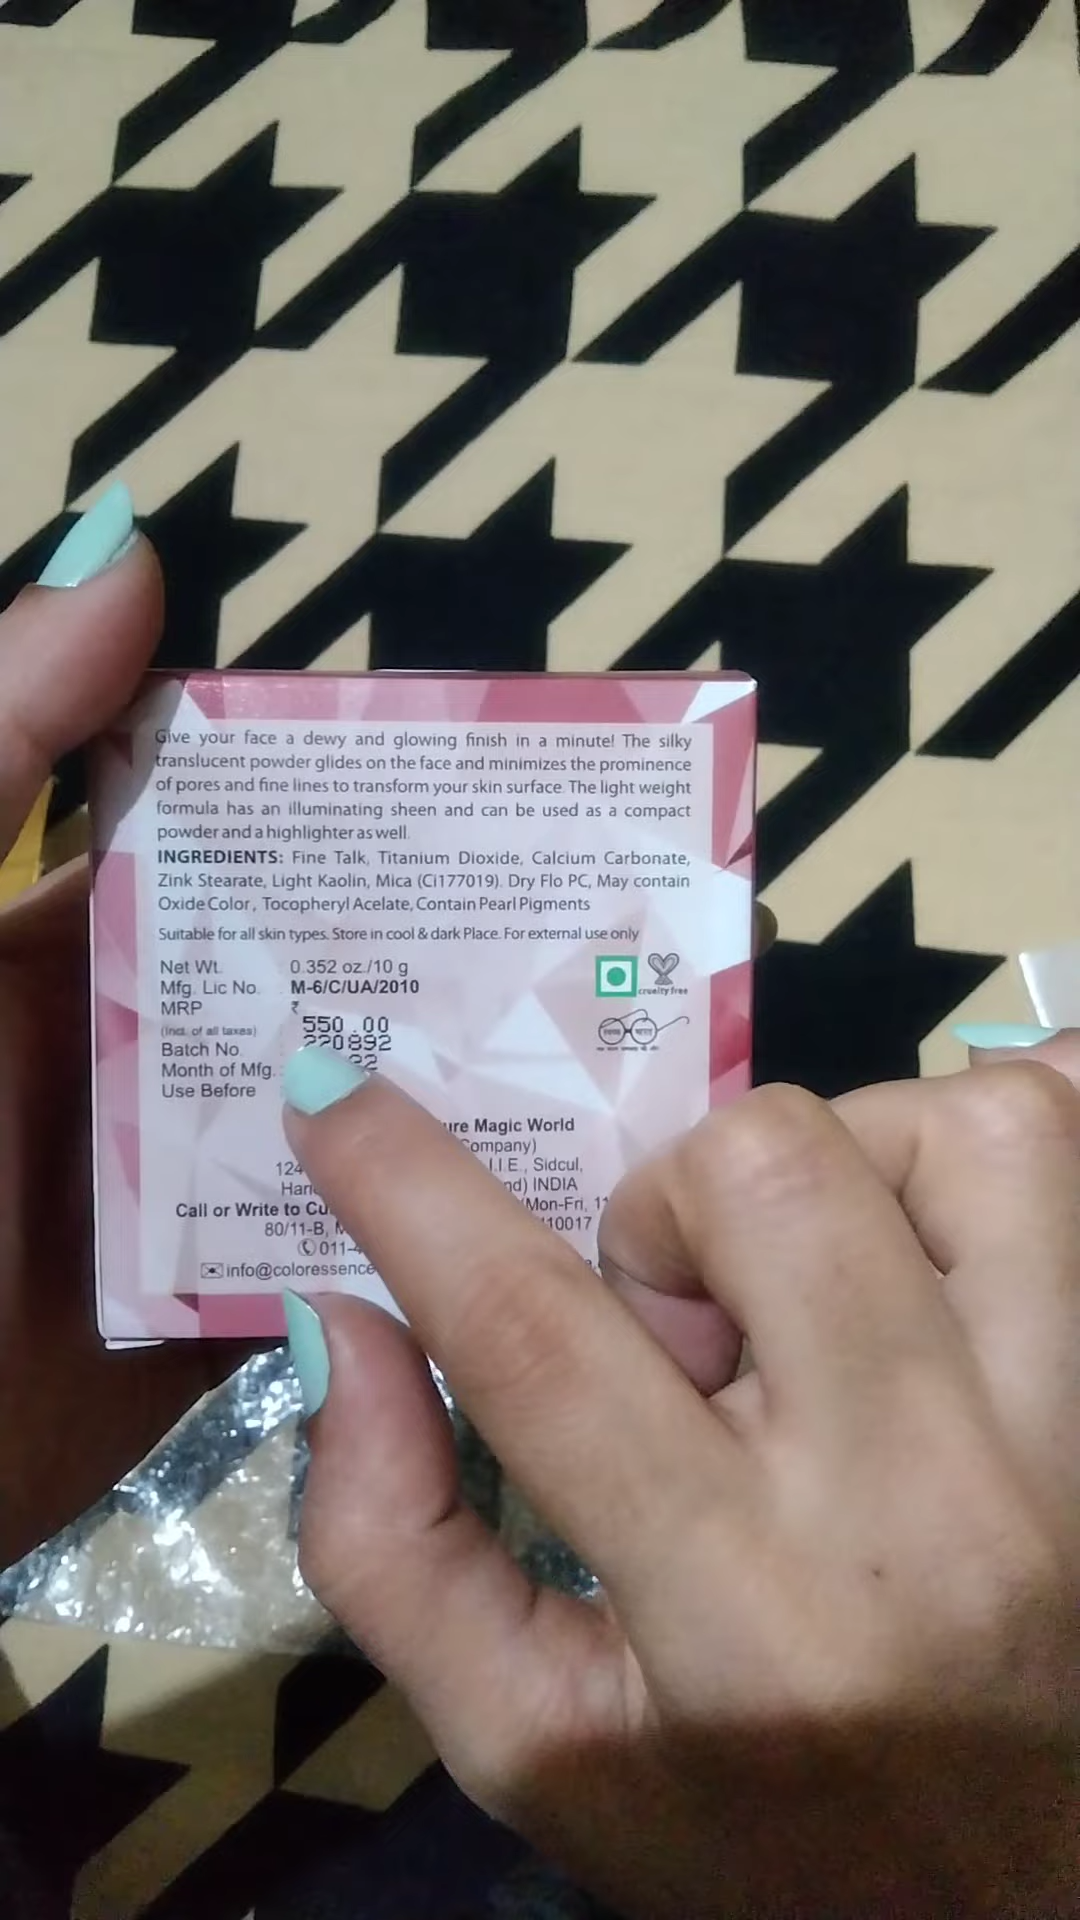 Give your face a dewy and glowing finish in a minute! The silky
translucent powder glides on the face and minimizes the prominence
of pores and fine lines to transform your skin surface. The light weight
formula has an illuminating sheen and can be used as a compact
powder and a highlighter as well.
INGREDIENTS: Fine Talk, Titanium Dioxide, Calcium Carbonate,
Zink Stearate, Light Kaolin, Mica (Ci177019). Dry Flo PC, May contain
Oxide Color, Tocopheryl Acelate, Contain Pearl Pigments
Suitable for all skin types. Store in cool & dark Place. For external use only
Net Wt. : 0.352 oz./10 g
Mfg. Lic No. : M-6/C/UA/2010
MRP ₹
(Incl. of all taxes) 550.00
Batch No. 220892
Month of Mfg.: 22
Use Before
cruelty free
Magic World
Company)
124 I.I.E., Sidcul,
INDIA
Call or Write to (Mon-Fri, 11
80/11-B, 110017
011-4
info@coloressence